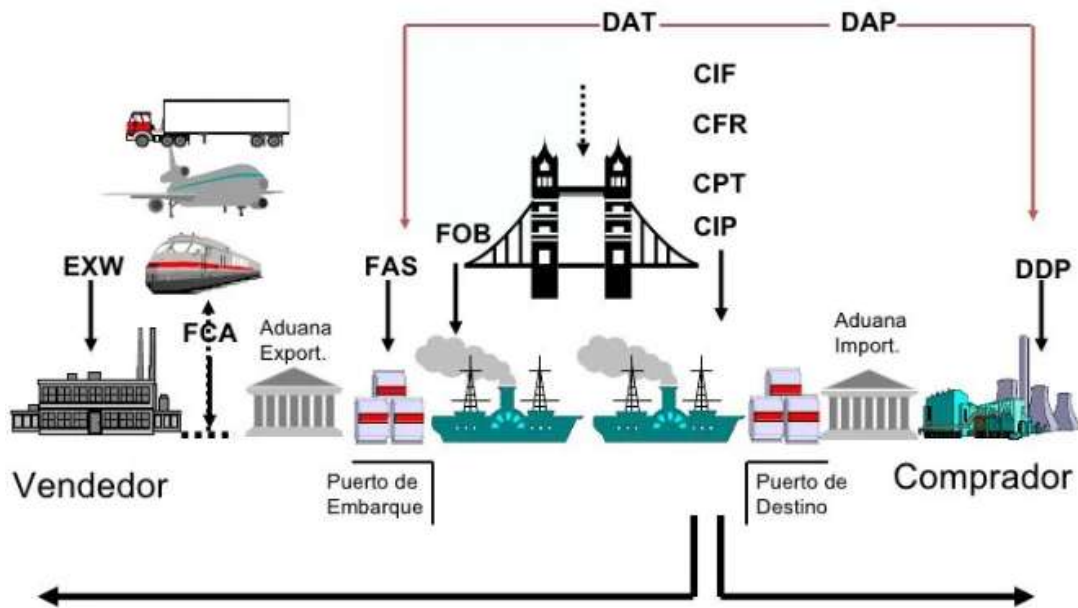 DAT
DAP
CIF
CFR
CPT
CIP
FOB
EXW
FAS
DDP
FCA
Aduana
Export.
Aduana
Import.
Vendedor
Puerto de
Embarque
Puerto de
Destino
Comprador